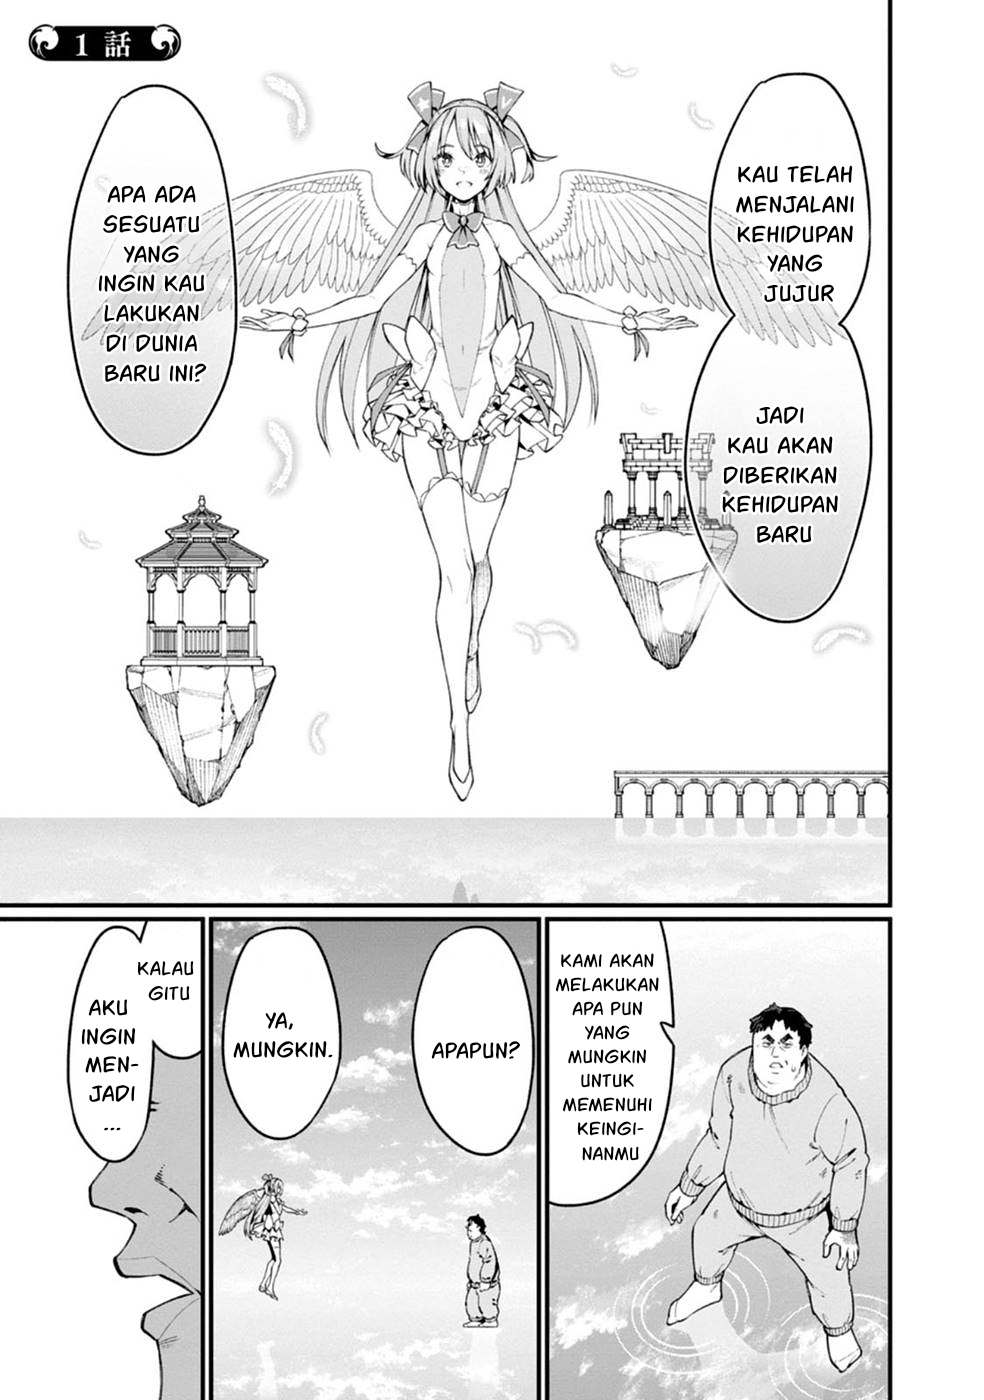 1話
KAU TELAH
MENJALANI
KEHIDUPAN
YANG
JUJUR
JADI
KAU AKAN
DIBERIKAN
KEHIDUPAN
BARU
APA ADA
SESUATU
YANG
INGIN KAU
LAKUKAN
DI DUNIA
BARU INI?
KAMI AKAN
MELAKUKAN
APA PUN
YANG
MUNGKIN
UNTUK
MEMENUHI
KEINGI-
NANMU
APAPUN?
YA,
MUNGKIN.
KALAU
GITU
AKU
INGIN
MEN-
JADI
...